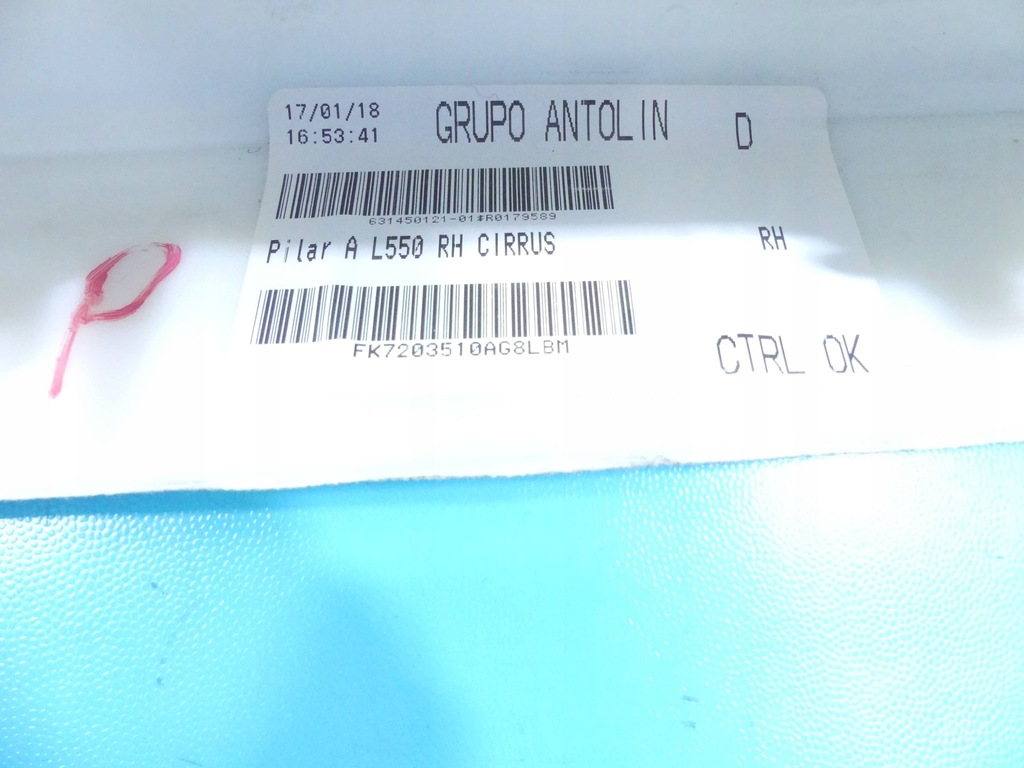 17/01/18
16:53:41
GRUPO ANTOLIN
D
631450121-01#R0179589
Pilar A L550 RH CIRRUS
RH
FK7203510AG8LBM
CTRL OK
P